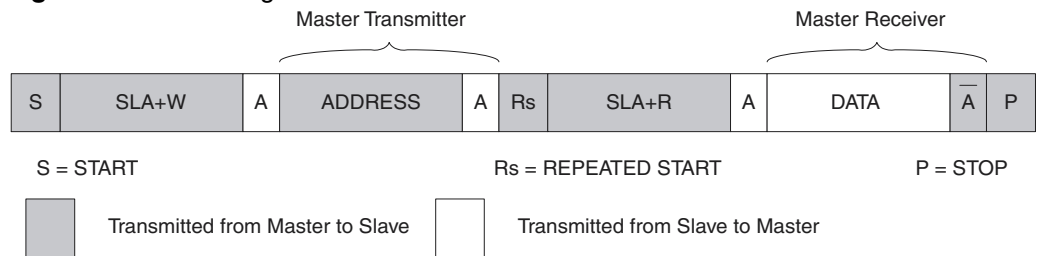 Master Transmitter Master Receiver
S SLA+W A ADDRESS A Rs SLA+R A DATA A̅ P
S = START Rs = REPEATED START P = STOP
Transmitted from Master to Slave Transmitted from Slave to Master